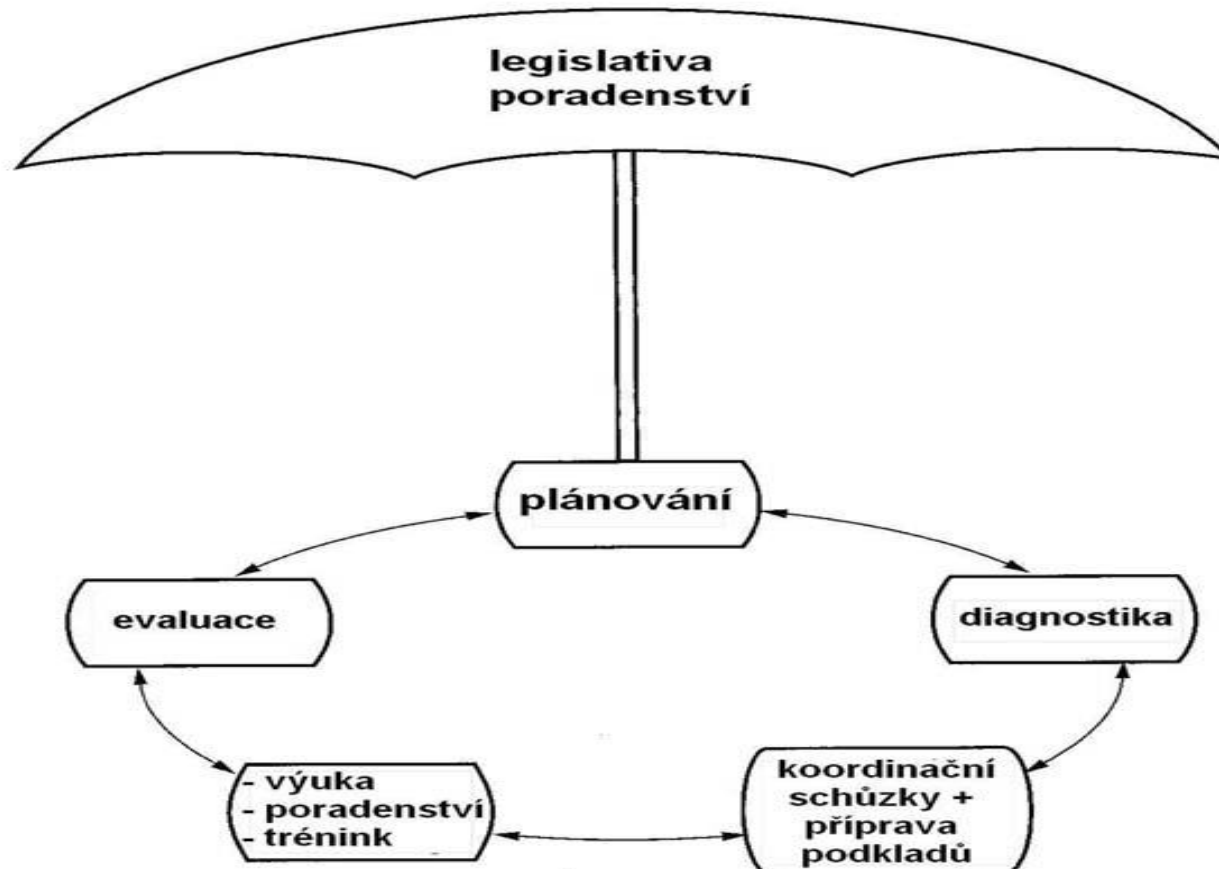 legislativa
poradenství
plánování
evaluace
diagnostika
- výuka
- poradenství
- trénink
koordinační
schůzky +
příprava
podkladů